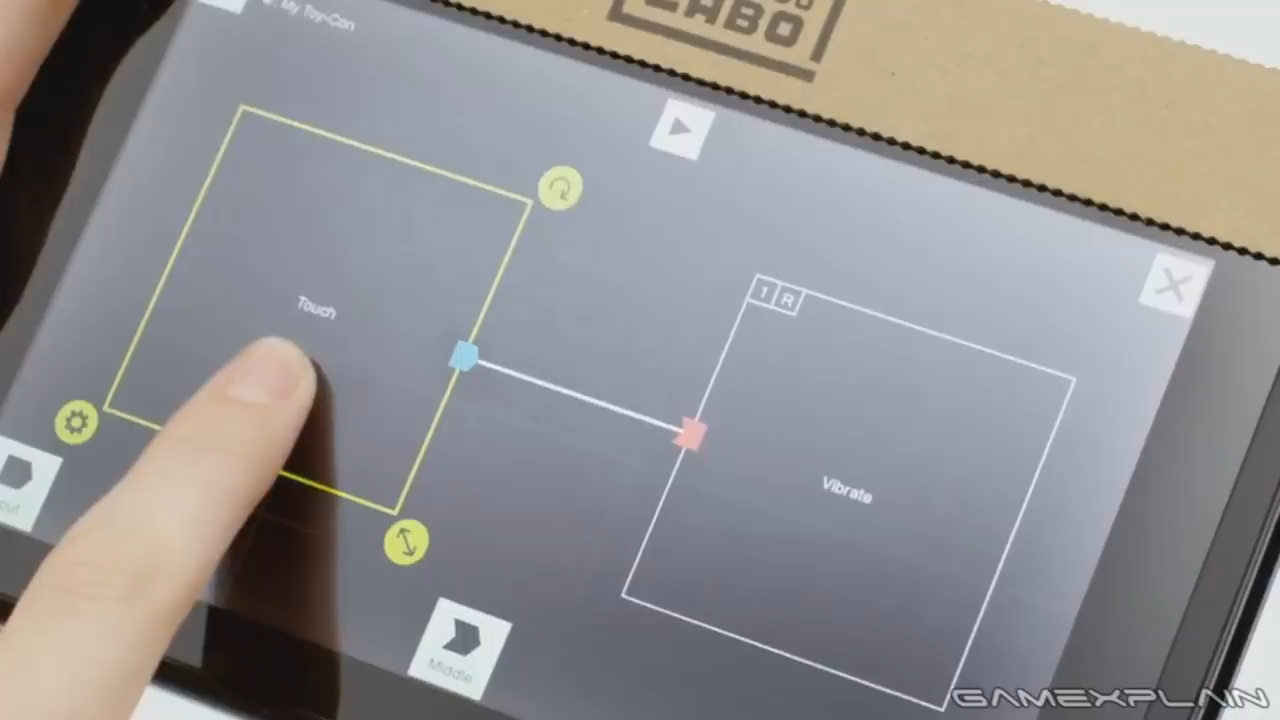 LABO
My Toy-Con
1 R
Touch
Vibrate
Middle
GAMEXPLAIN